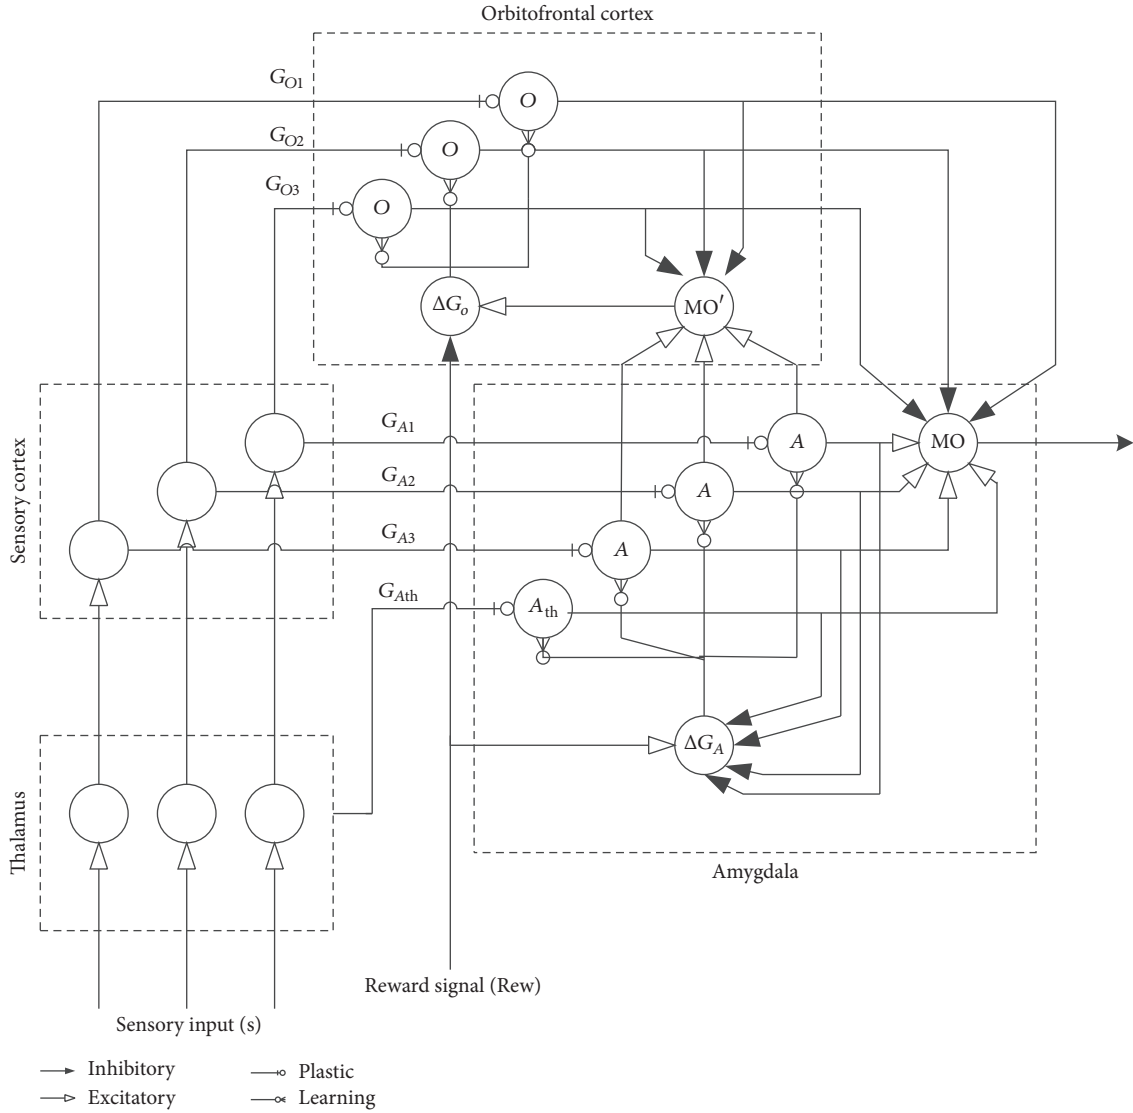 Orbitofrontal cortex
G_O1
O
G_O2
O
G_O3
O
ΔG_o
MO′
Sensory cortex
G_A1
A
MO
G_A2
A
G_A3
A
G_Ath
A_th
ΔG_A
Thalamus
Amygdala
Reward signal (Rew)
Sensory input (s)
Inhibitory
Plastic
Excitatory
Learning